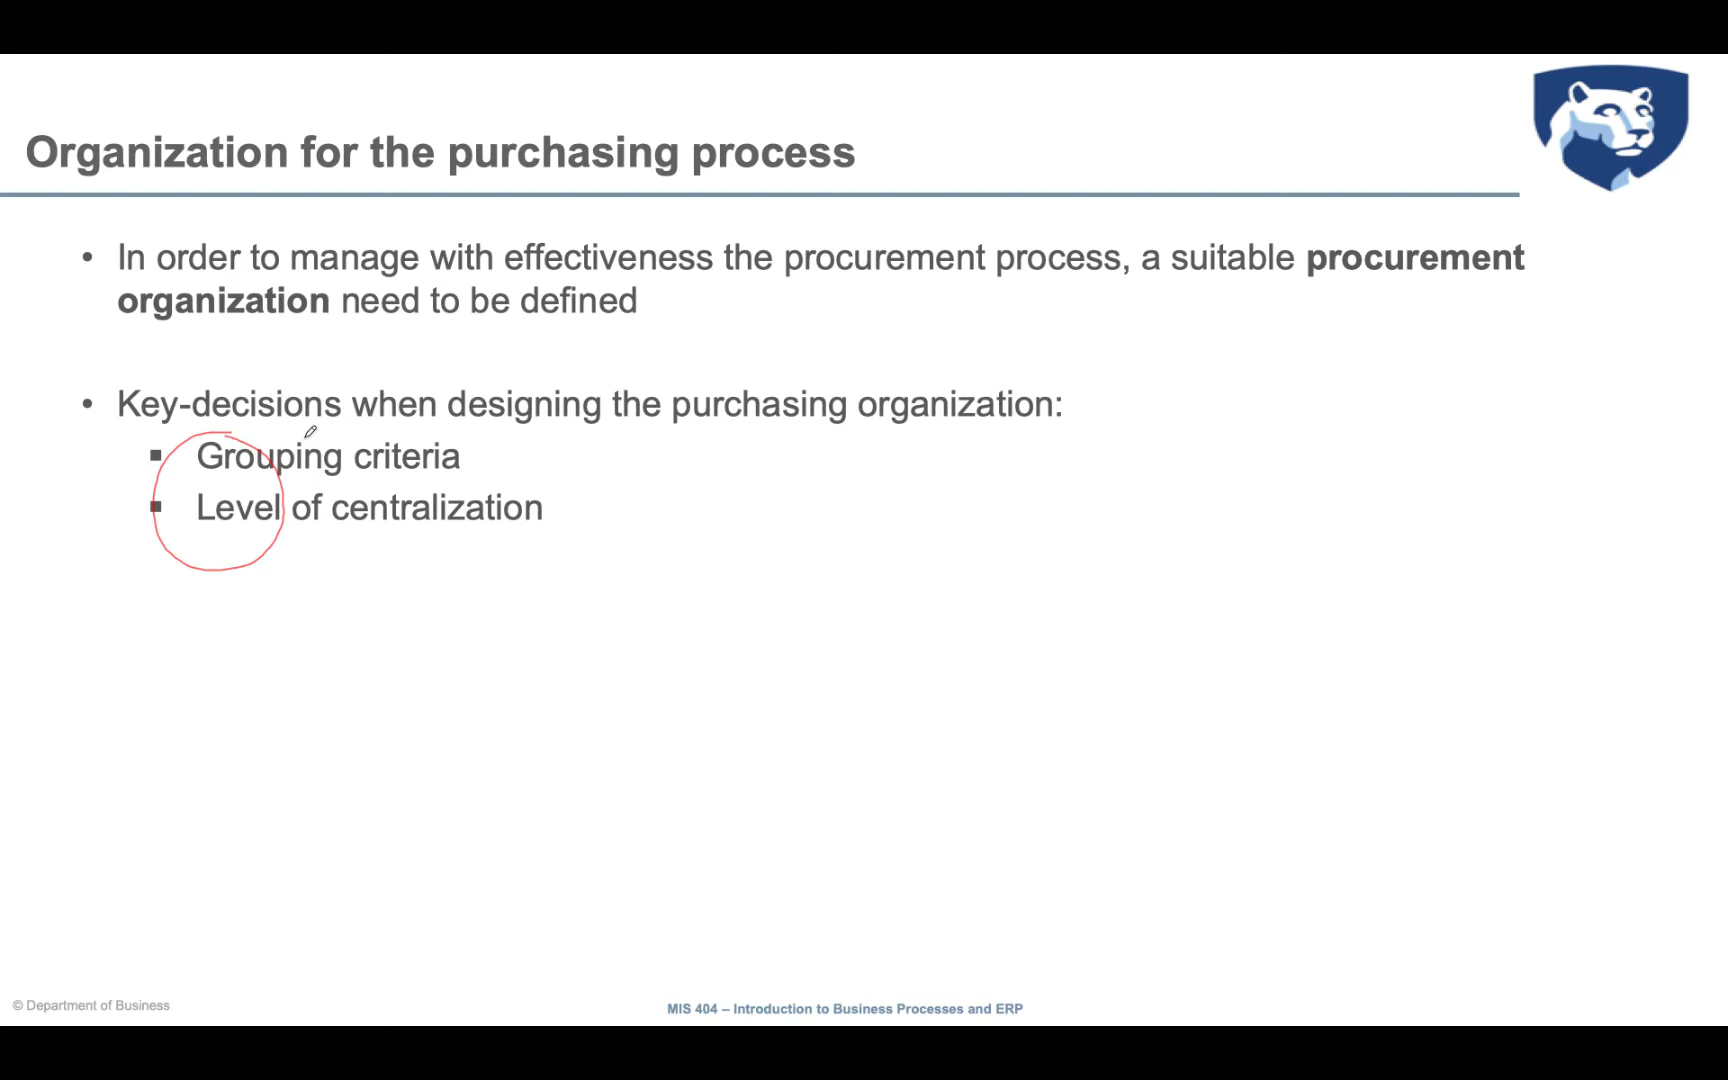 Organization for the purchasing process
• In order to manage with effectiveness the procurement process, a suitable procurement
organization need to be defined
• Key-decisions when designing the purchasing organization:
▪ Grouping criteria
▪ Level of centralization
© Department of Business
MIS 404 – Introduction to Business Processes and ERP